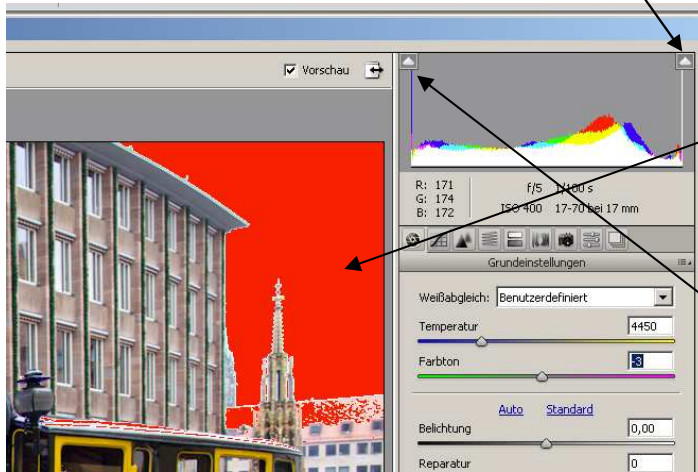 Vorschau
R: 171
G: 174
B: 172
f/5 1/100 s
ISO 400 17-70 bei 17 mm
Grundeinstellungen
Weißabgleich: Benutzerdefiniert
Temperatur 4450
Farbton -3
Auto Standard
Belichtung 0,00
Reparatur 0